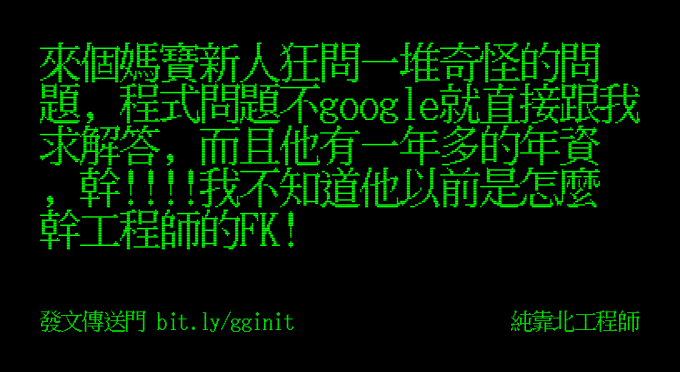 來個媽寶新人狂問一堆奇怪的問
題, 程式問題不google就直接跟我
求解答, 而且他有一年多的年資
, 幹!!!!我不知道他以前是怎麼
幹工程師的FK!
發文傳送門 bit.ly/gginit
純靠北工程師